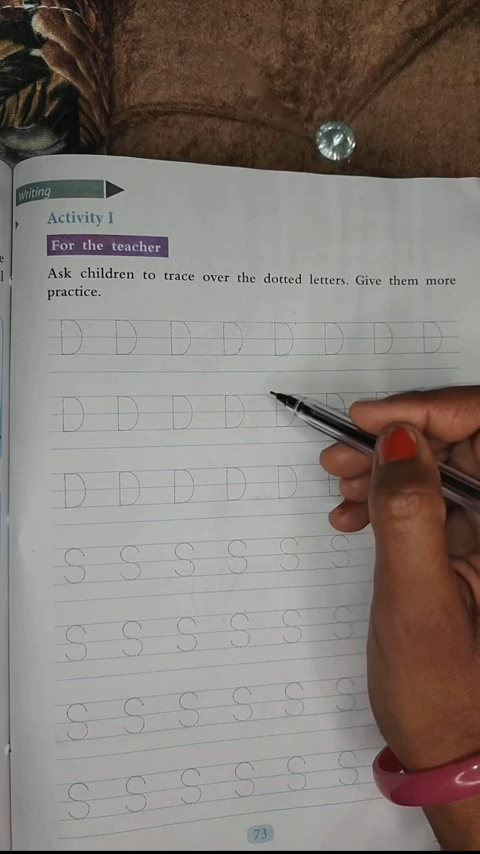 Writing
Activity I
For the teacher
Ask children to trace over the dotted letters. Give them more
practice.
D D D D D D D D
D D D D D D
D D D D D
S S S S S S
S S S S S S
S S S S S S
S S S S S S
73